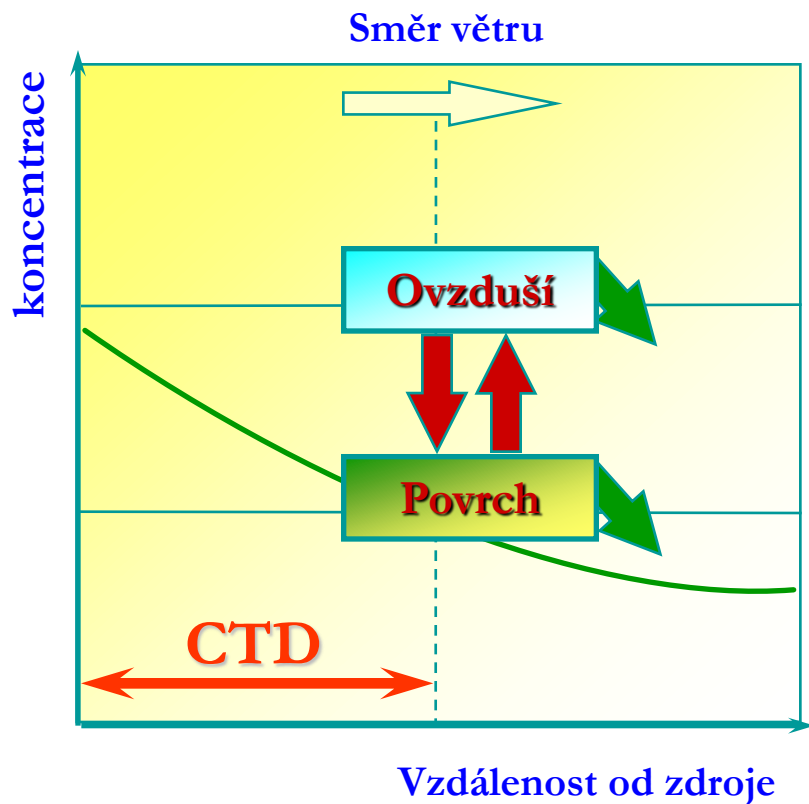 Směr větru
koncentrace
Ovzduší
Povrch
CTD
Vzdálenost od zdroje